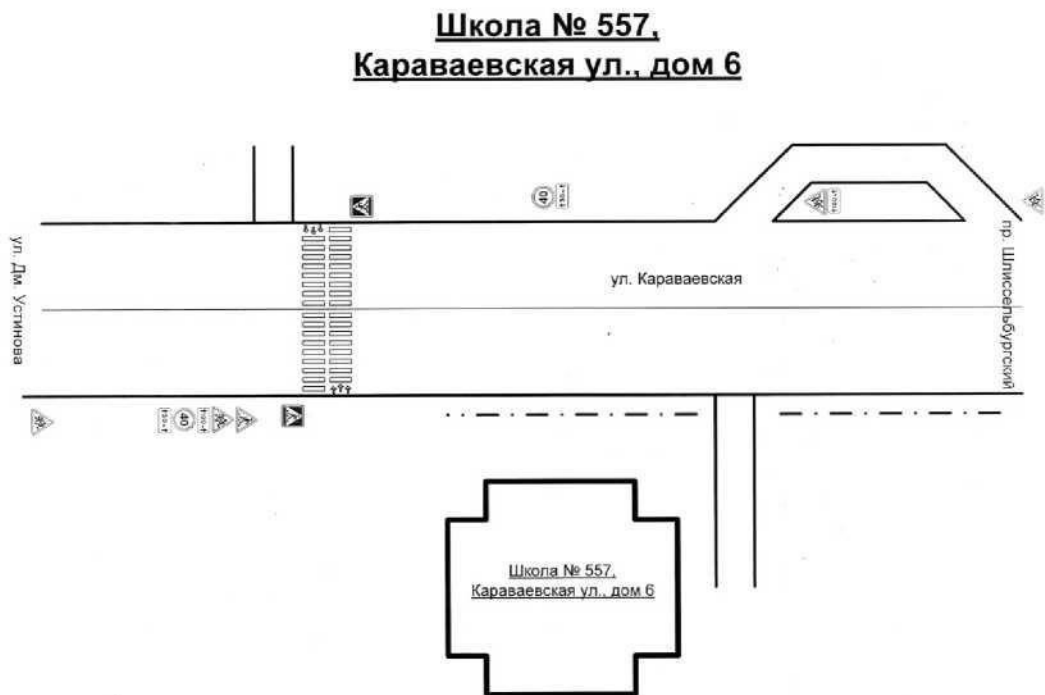 Школа № 557,
Караваевская ул., дом 6
40
ул. Караваевская
ул. Дм. Устинова
пр. Шлиссельбургский
40
Школа № 557,
Караваевская ул., дом 6